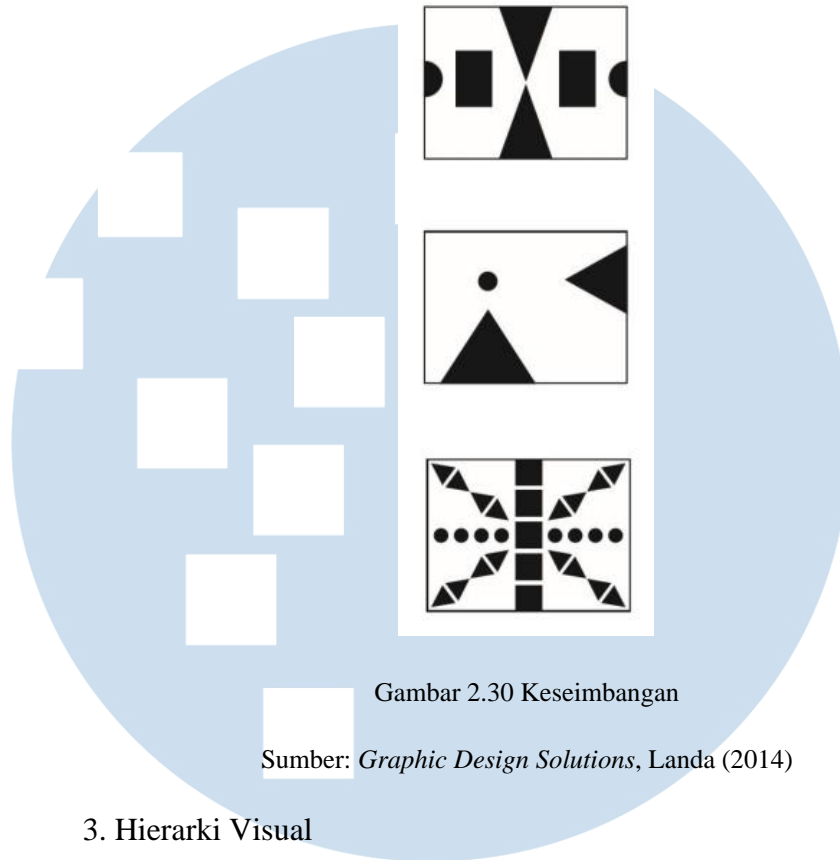 Gambar 2.30 Keseimbangan
Sumber: Graphic Design Solutions, Landa (2014)
3. Hierarki Visual